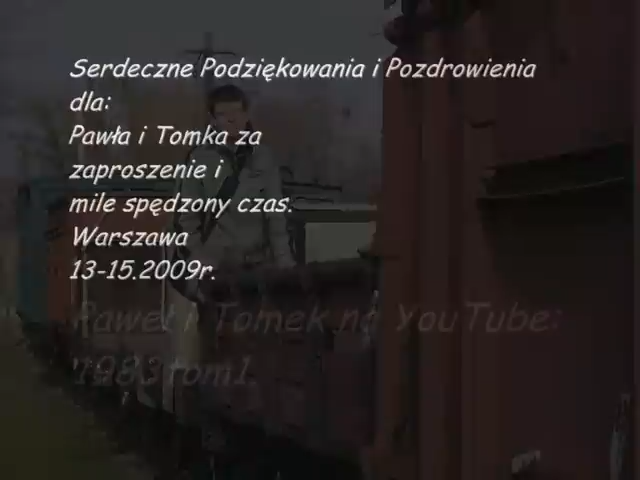 Serdeczne Podziękowania i Pozdrowienia
dla:
Pawła i Tomka za
zaproszenie i
mile spędzony czas.
Warszawa
13-15.2009r.
Paweł i Tomek na YouTube:
'1983tom1.